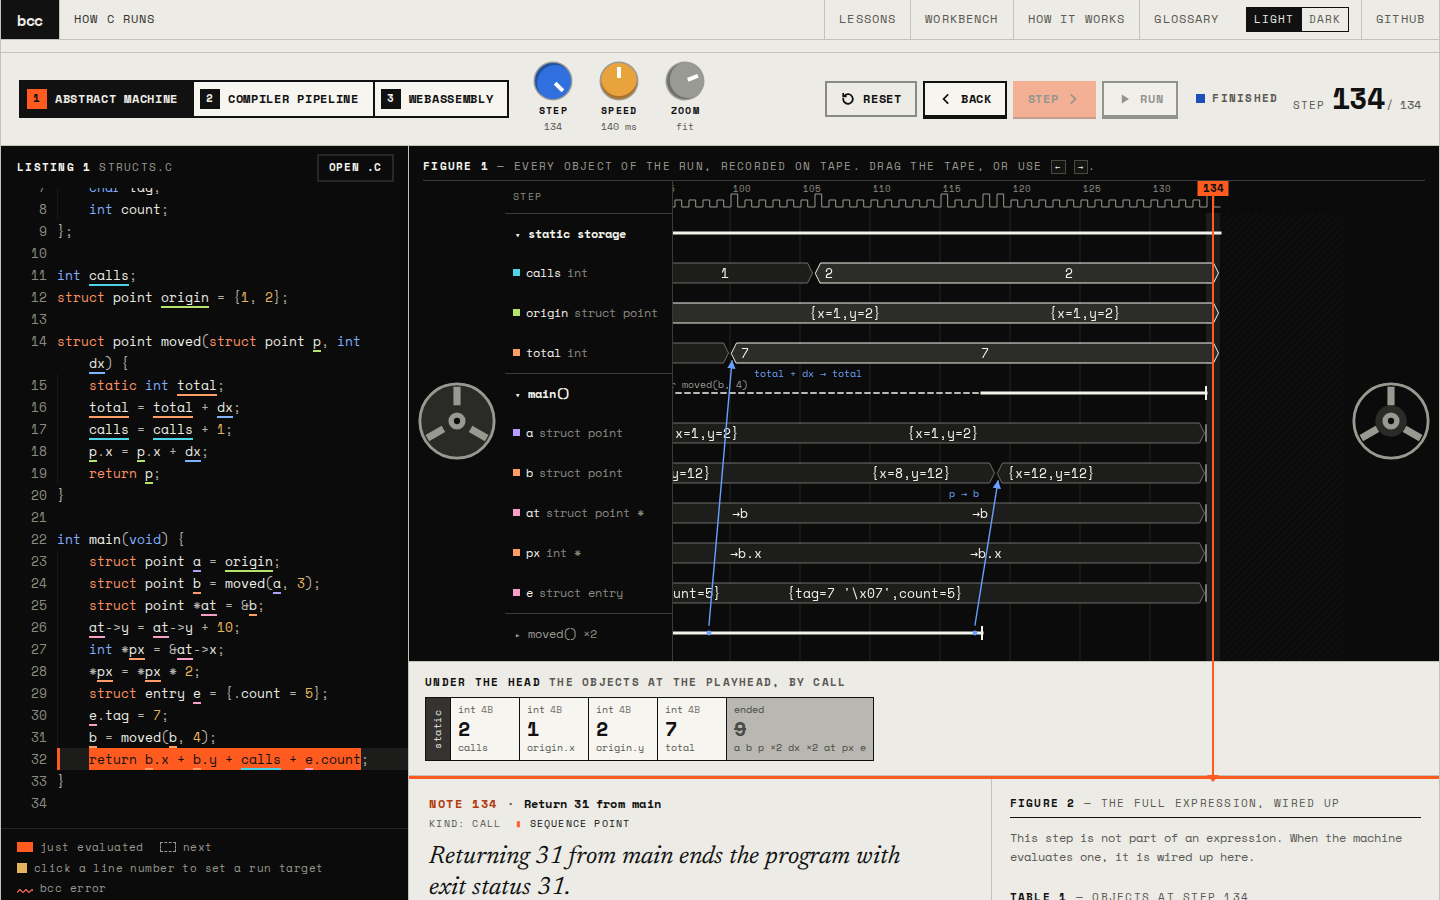 bcc HOW C RUNS LESSONS WORKBENCH HOW IT WORKS GLOSSARY LIGHT DARK GITHUB
1 ABSTRACT MACHINE 2 COMPILER PIPELINE 3 WEBASSEMBLY
STEP 134
SPEED 140 ms
ZOOM fit
RESET BACK STEP RUN FINISHED STEP 134 / 134
LISTING 1 STRUCTS.C OPEN .C
7 char tag;
8 int count;
9 };
10
11 int calls;
12 struct point origin = {1, 2};
13
14 struct point moved(struct point p, int
dx) {
15 static int total;
16 total = total + dx;
17 calls = calls + 1;
18 p.x = p.x + dx;
19 return p;
20 }
21
22 int main(void) {
23 struct point a = origin;
24 struct point b = moved(a, 3);
25 struct point *at = &b;
26 at->y = at->y + 10;
27 int *px = &at->x;
28 *px = *px * 2;
29 struct entry e = {.count = 5};
30 e.tag = 7;
31 b = moved(b, 4);
32 return b.x + b.y + calls + e.count;
33 }
34
just evaluated next
click a line number to set a run target
bcc error
FIGURE 1 — EVERY OBJECT OF THE RUN, RECORDED ON TAPE. DRAG THE TAPE, OR USE ← →.
STEP 100 105 110 115 120 125 130 134
▾ static storage
calls int 1 2 2
origin struct point {x=1,y=2} {x=1,y=2}
total int 7 7
total + dx → total
▾ main() r moved(b, 4)
a struct point x=1,y=2} {x=1,y=2}
b struct point y=12} {x=8,y=12} {x=12,y=12}
p → b
at struct point * →b →b
px int * →b.x →b.x
e struct entry unt=5} {tag=7 '\x07',count=5}
▸ moved() ×2
UNDER THE HEAD THE OBJECTS AT THE PLAYHEAD, BY CALL
static
int 4B 2 calls
int 4B 1 origin.x
int 4B 2 origin.y
int 4B 7 total
ended 9 a b p ×2 dx ×2 at px e
NOTE 134 · Return 31 from main
KIND: CALL SEQUENCE POINT
Returning 31 from main ends the program with
exit status 31.
FIGURE 2 — THE FULL EXPRESSION, WIRED UP
This step is not part of an expression. When the machine
evaluates one, it is wired up here.
TABLE 1 — OBJECTS AT STEP 134